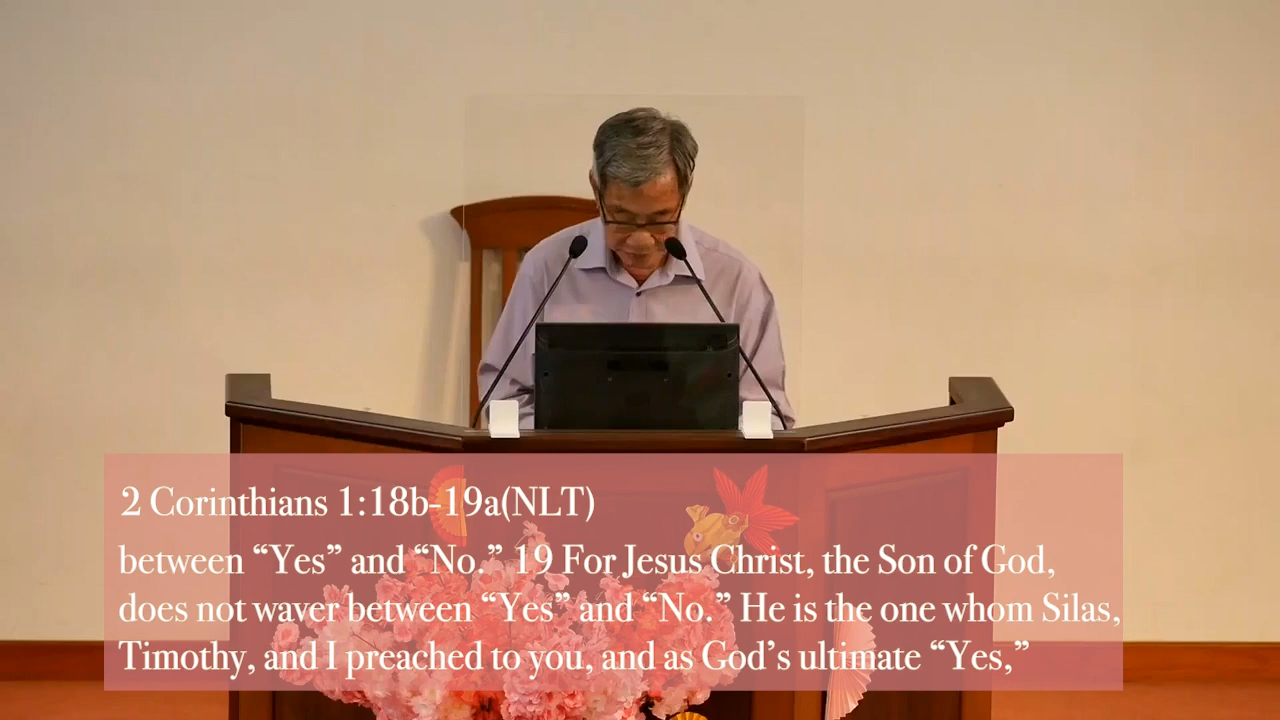 2 Corinthians 1:18b-19a(NLT)
between “Yes” and “No.” 19 For Jesus Christ, the Son of God,
does not waver between “Yes” and “No.” He is the one whom Silas,
Timothy, and I preached to you, and as God’s ultimate “Yes,”